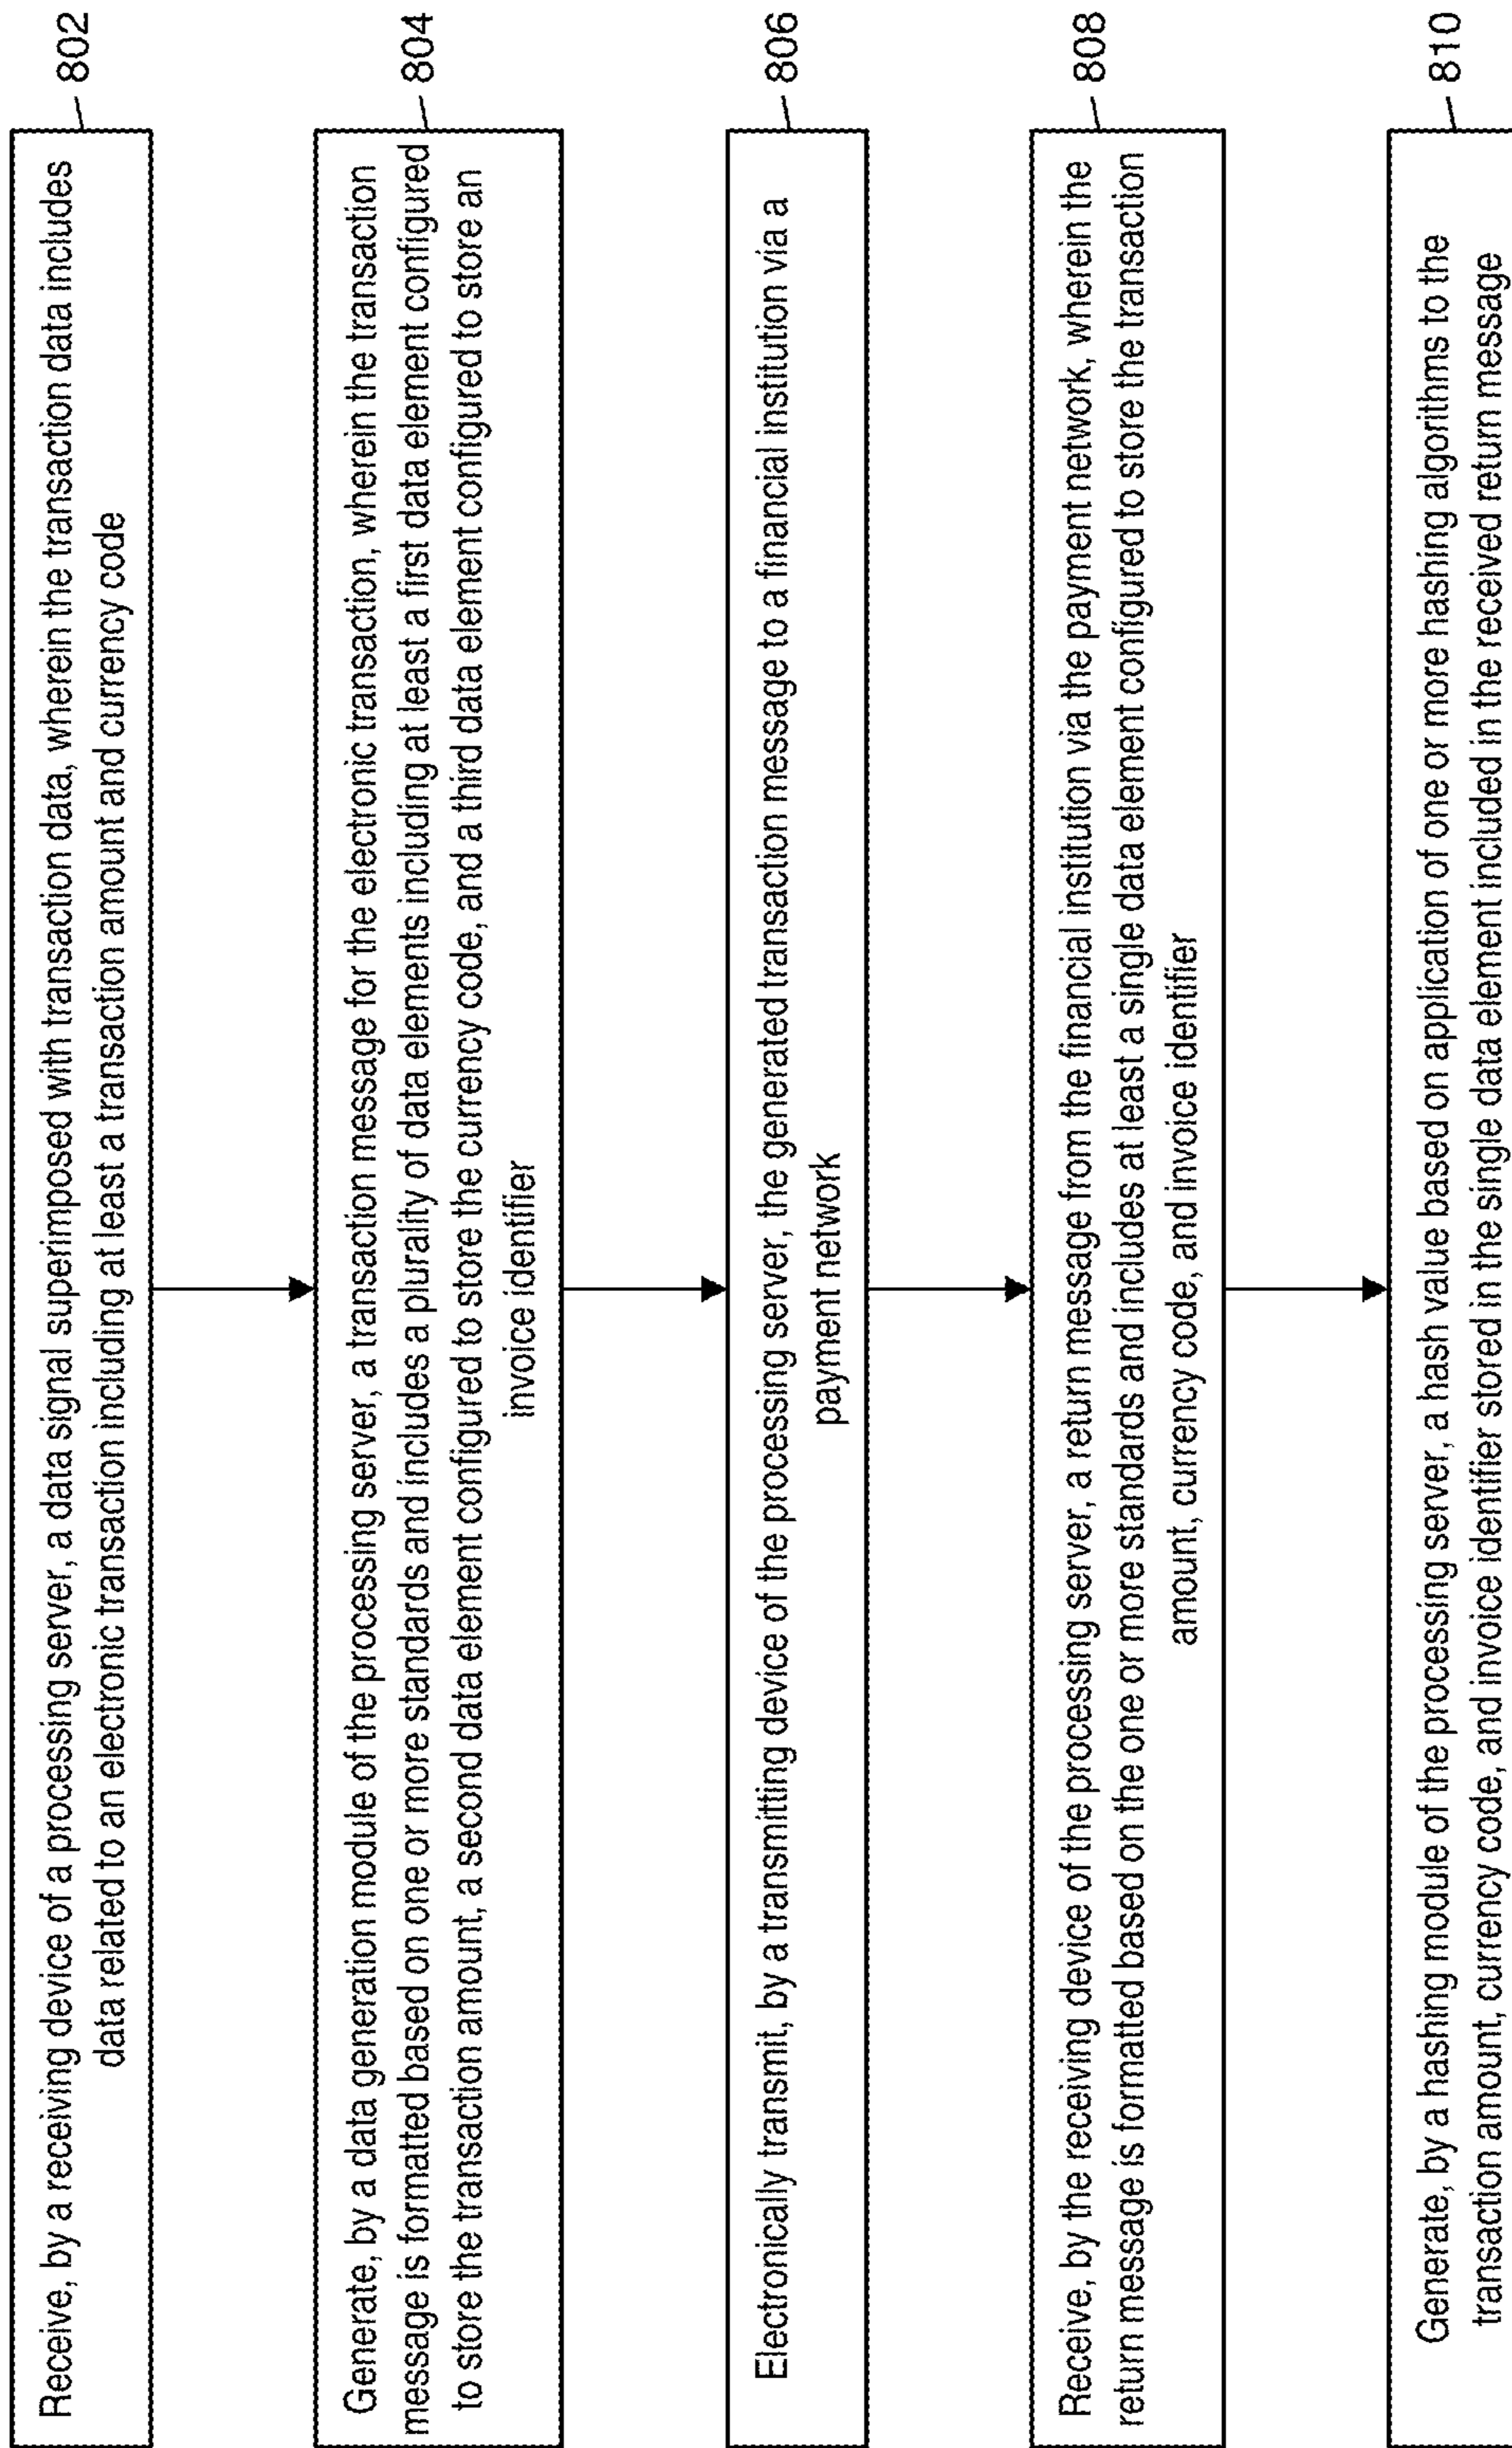 Receive, by a receiving device of a processing server, a data signal superimposed with transaction data, wherein the transaction data includes
data related to an electronic transaction including at least a transaction amount and currency code
802
Generate, by a data generation module of the processing server, a transaction message for the electronic transaction, wherein the transaction
message is formatted based on one or more standards and includes a plurality of data elements including at least a first data element configured
to store the transaction amount, a second data element configured to store the currency code, and a third data element configured to store an
invoice identifier
804
Electronically transmit, by a transmitting device of the processing server, the generated transaction message to a financial institution via a
payment network
806
Receive, by the receiving device of the processing server, a return message from the financial institution via the payment network, wherein the
return message is formatted based on the one or more standards and includes at least a single data element configured to store the transaction
amount, currency code, and invoice identifier
808
Generate, by a hashing module of the processing server, a hash value based on application of one or more hashing algorithms to the
transaction amount, currency code, and invoice identifier stored in the single data element included in the received return message
810